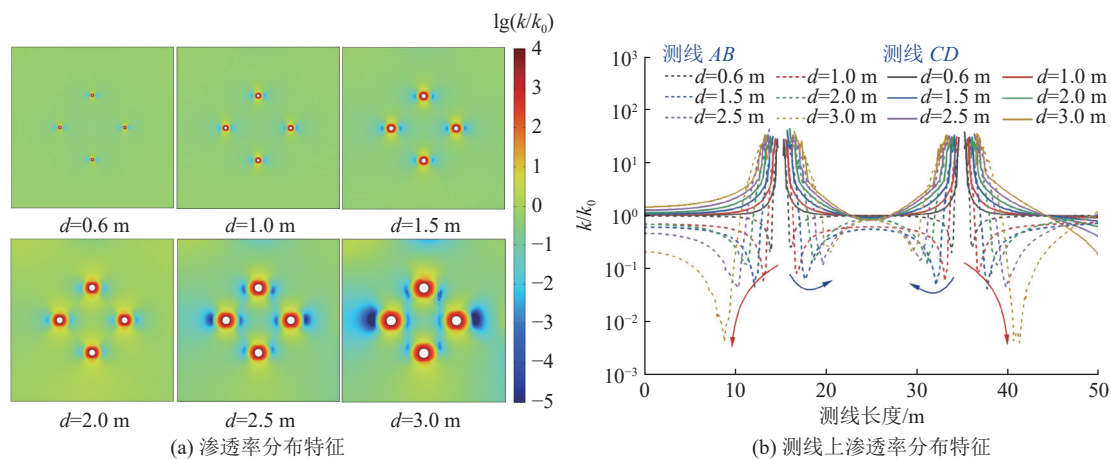 lg(k/k₀)
4
3
2
1
0
−1
−2
−3
−4
−5
d=0.6 m d=1.0 m d=1.5 m
d=2.0 m d=2.5 m d=3.0 m
(a) 渗透率分布特征
测线 AB 测线 CD
d=0.6 m d=1.0 m d=0.6 m d=1.0 m
d=1.5 m d=2.0 m d=1.5 m d=2.0 m
d=2.5 m d=3.0 m d=2.5 m d=3.0 m
10³
10²
10¹
10⁰
10⁻¹
10⁻²
10⁻³
k/k₀
0 10 20 30 40 50
测线长度/m
(b) 测线上渗透率分布特征